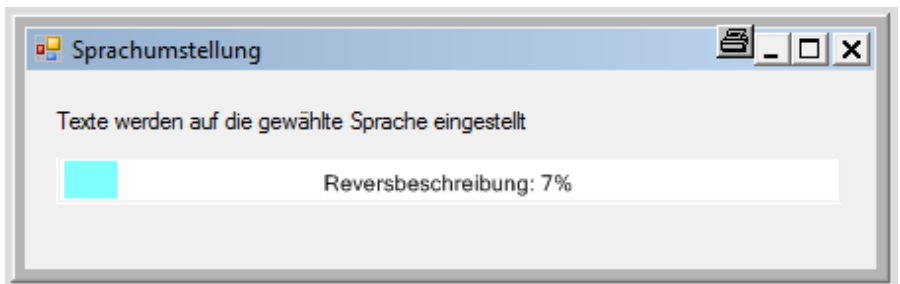 Sprachumstellung
Texte werden auf die gewählte Sprache eingestellt
Reversbeschreibung: 7%